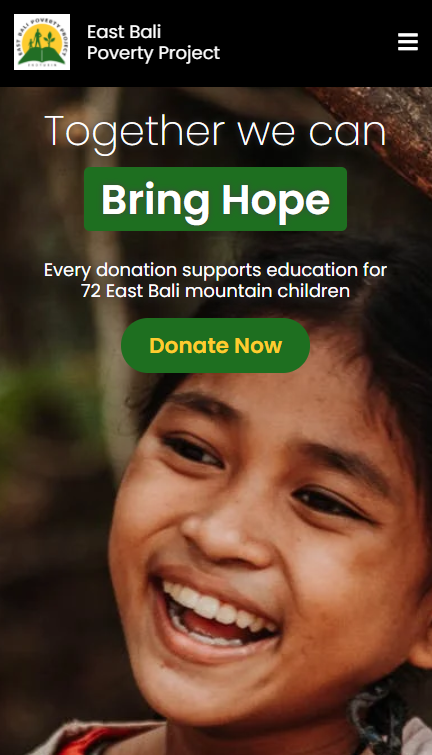 EAST BALI POVERTY PROJECT
East Bali
Poverty Project
Together we can
Bring Hope
Every donation supports education for
72 East Bali mountain children
Donate Now